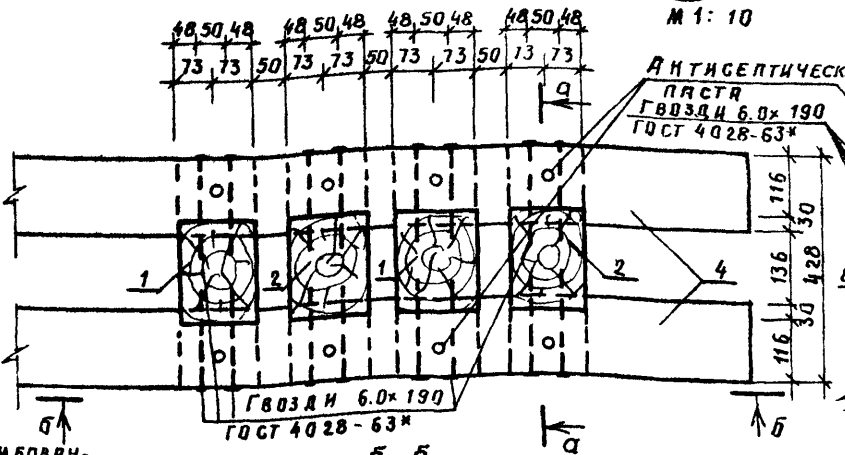 48 50 48 48 50 48 48 50 48 48 50 48
73 73 50 73 73 50 73 73 50 73 73
М 1: 10
а
АНТИСЕПТИЧЕСК
ПАСТА
ГВОЗДИ 6.0× 190
ГОСТ 4028-63*
116
30
136
428
30
116
1 2 1 2 4
ГВОЗДИ 6.0× 190
ГОСТ 4028-63*
б
а
б
б б